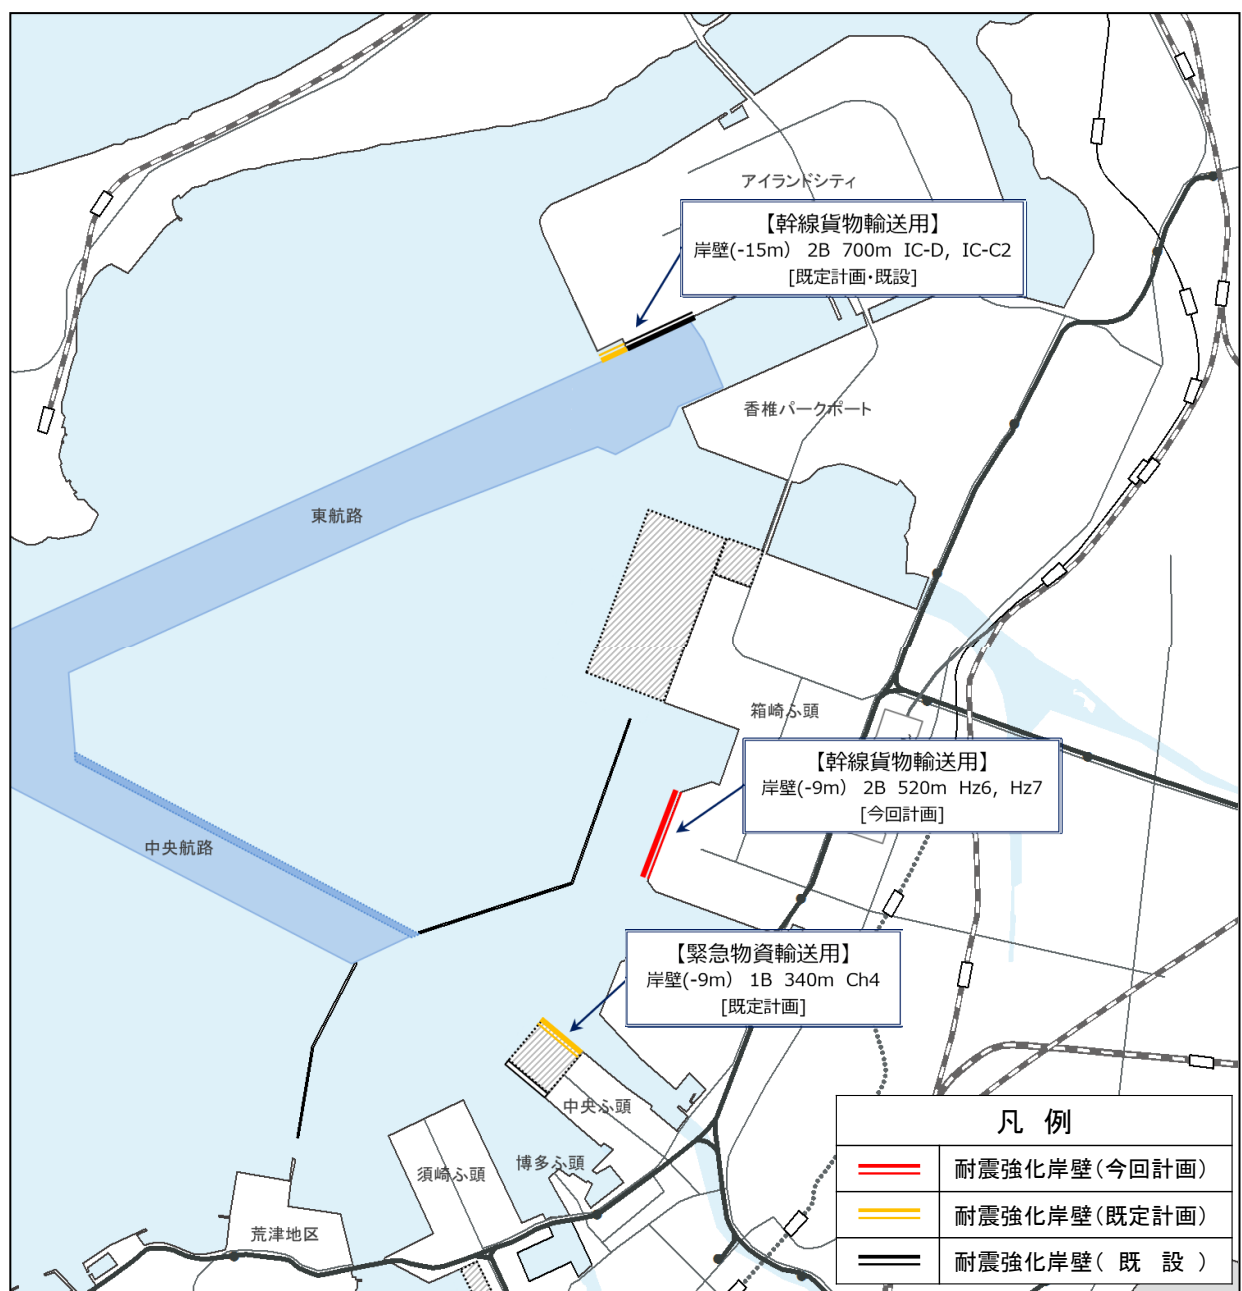 アイランドシティ
【幹線貨物輸送用】
岸壁(-15m) 2B 700m IC-D, IC-C2
[既定計画・既設]
香椎パークポート
東航路
箱崎ふ頭
【幹線貨物輸送用】
岸壁(-9m) 2B 520m Hz6, Hz7
[今回計画]
中央航路
【緊急物資輸送用】
岸壁(-9m) 1B 340m Ch4
[既定計画]
中央ふ頭
博多ふ頭
須崎ふ頭
荒津地区
凡 例
耐震強化岸壁(今回計画)
耐震強化岸壁(既定計画)
耐震強化岸壁( 既 設 )